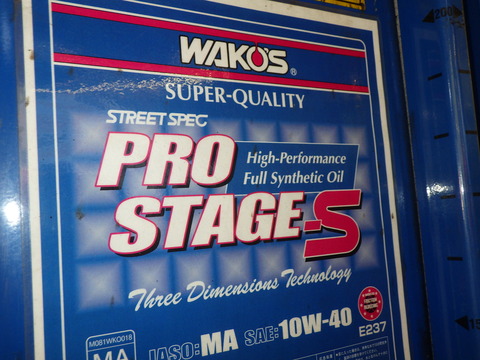 WAKO'S®
SUPER-QUALITY
STREET SPEC
PRO
STAGE-S
High-Performance
Full Synthetic Oil
Three Dimensions Technology
M081WKO018
MA
JASO: MA SAE: 10W-40
E237